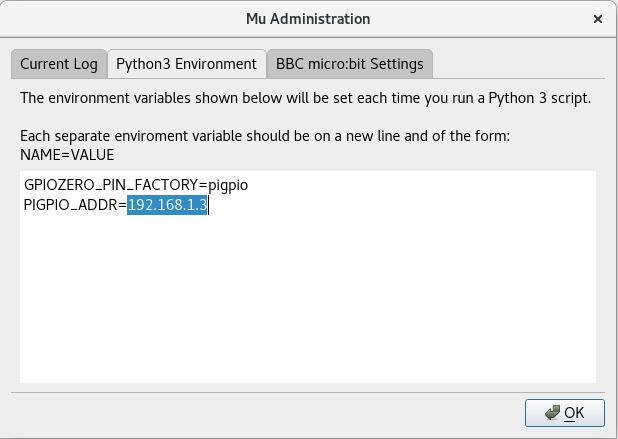 Mu Administration
×
Current Log
Python3 Environment
BBC micro:bit Settings
The environment variables shown below will be set each time you run a Python 3 script.
Each separate enviroment variable should be on a new line and of the form:
NAME=VALUE
GPIOZERO_PIN_FACTORY=pigpio
PIGPIO_ADDR=192.168.1.3
OK